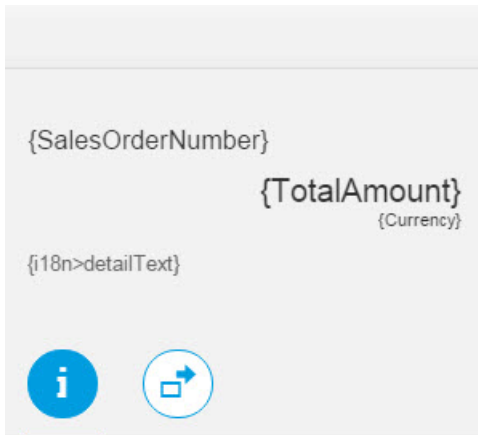 {SalesOrderNumber}
{TotalAmount}
{Currency}
{i18n>detailText}
i